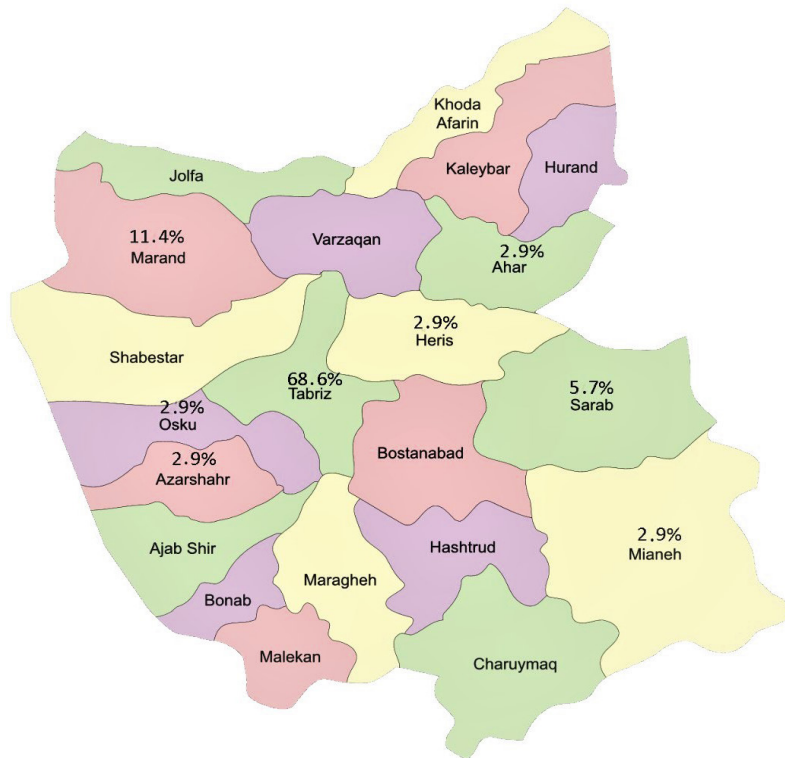 Khoda
Afarin
Kaleybar
Hurand
Jolfa
11.4%
Marand
Varzaqan
2.9%
Ahar
2.9%
Heris
Shabestar
68.6%
Tabriz
5.7%
Sarab
2.9%
Osku
Bostanabad
2.9%
Azarshahr
2.9%
Mianeh
Ajab Shir
Hashtrud
Maragheh
Bonab
Malekan
Charuymaq